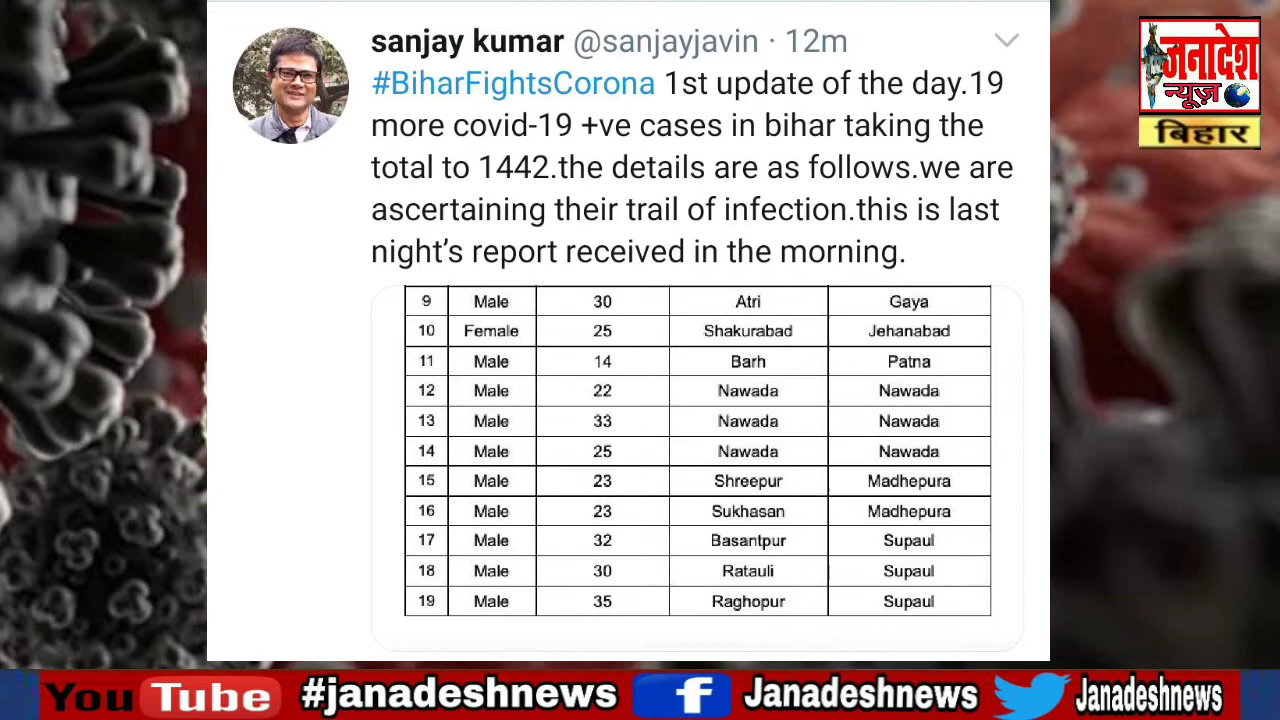 sanjay kumar @sanjayjavin · 12m
#BiharFightsCorona 1st update of the day.19
more covid-19 +ve cases in bihar taking the
total to 1442.the details are as follows.we are
ascertaining their trail of infection.this is last
night's report received in the morning.
9 Male 30 Atri Gaya
10 Female 25 Shakurabad Jehanabad
11 Male 14 Barh Patna
12 Male 22 Nawada Nawada
13 Male 33 Nawada Nawada
14 Male 25 Nawada Nawada
15 Male 23 Shreepur Madhepura
16 Male 23 Sukhasan Madhepura
17 Male 32 Basantpur Supaul
18 Male 30 Ratauli Supaul
19 Male 35 Raghopur Supaul
जनादेश
न्यूज़
बिहार
YouTube #janadeshnews f Janadeshnews Janadeshnews